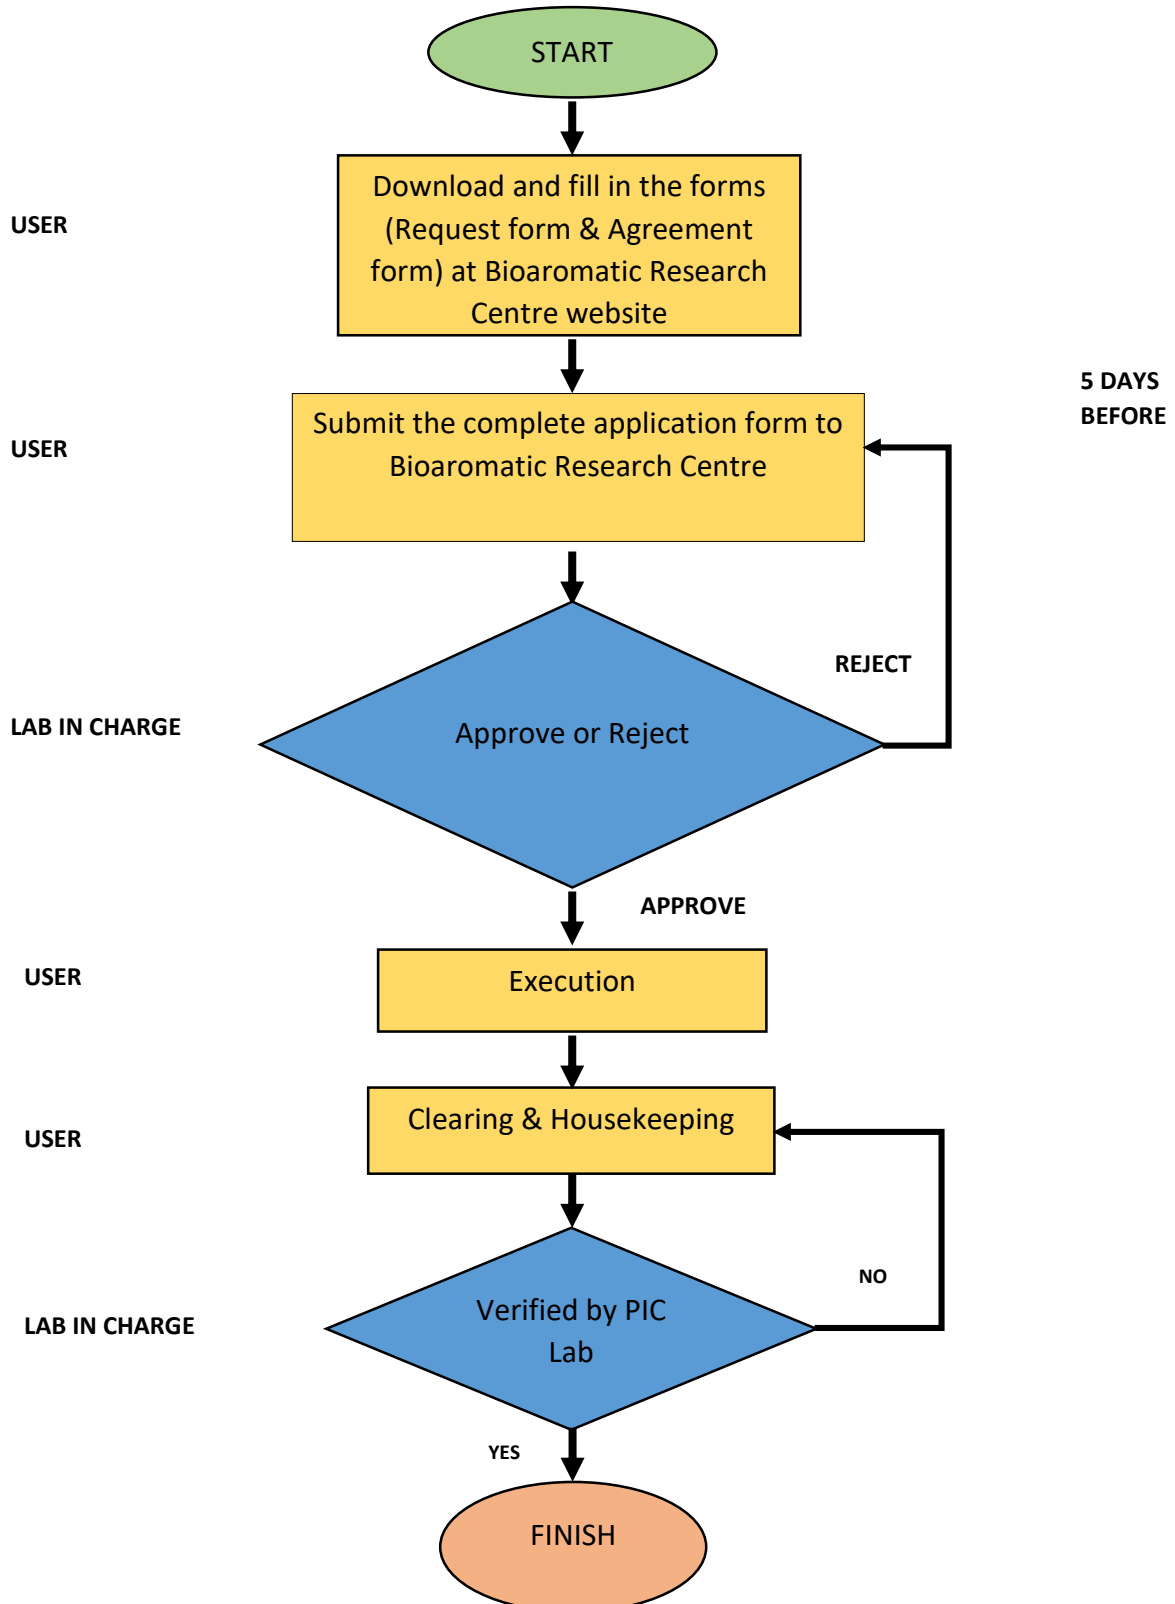 START
USER
Download and fill in the forms
(Request form & Agreement
form) at Bioaromatic Research
Centre website
5 DAYS
BEFORE
USER
Submit the complete application form to
Bioaromatic Research Centre
REJECT
LAB IN CHARGE
Approve or Reject
APPROVE
USER
Execution
USER
Clearing & Housekeeping
NO
LAB IN CHARGE
Verified by PIC
Lab
YES
FINISH